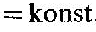 = konst.